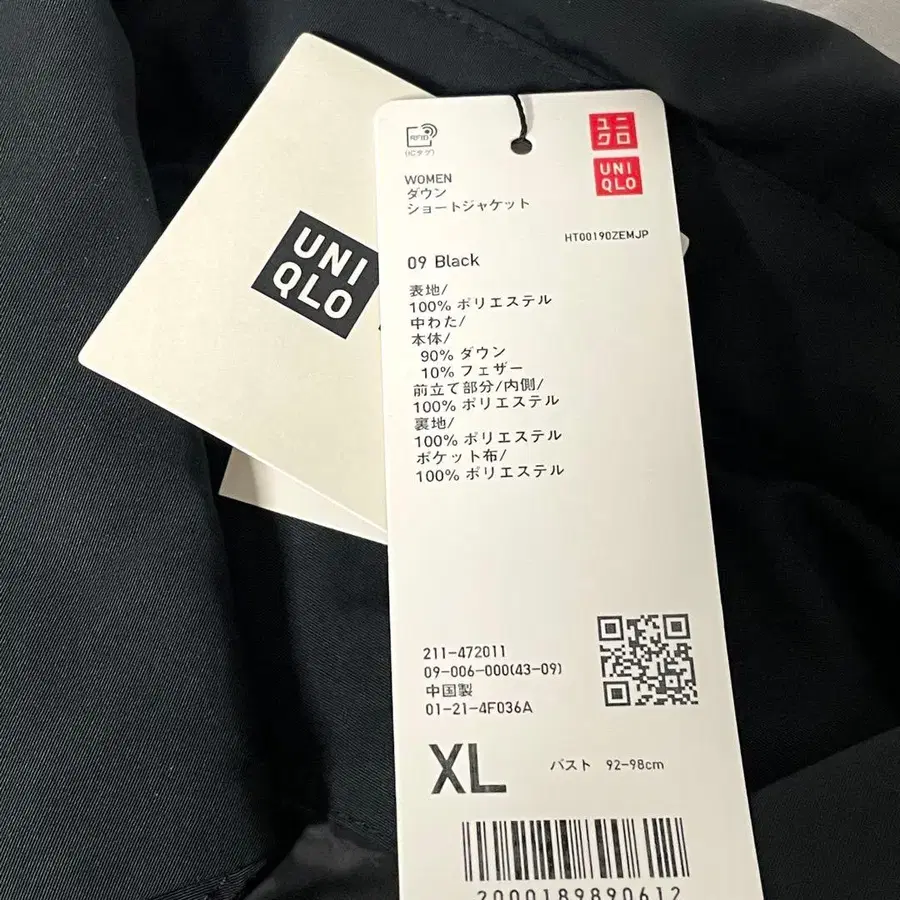 UNI
QLO
RFID
(ICタグ)
ユニ
クロ
UNI
QLO
WOMEN
ダウン
ショートジャケット
HT00190ZEMJP
09 Black
表地/
100% ポリエステル
中わた/
本体/
90% ダウン
10% フェザー
前立て部分/内側/
100% ポリエステル
裏地/
100% ポリエステル
ポケット布/
100% ポリエステル
211-472011
09-006-000(43-09)
中国製
01-21-4F036A
XL バスト 92-98cm
2000189890612